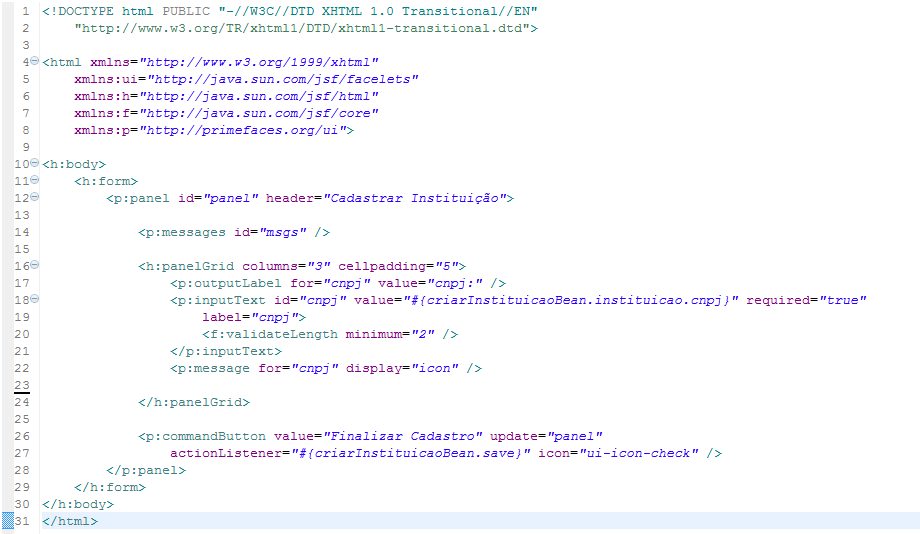 1 <!DOCTYPE html PUBLIC "-//W3C//DTD XHTML 1.0 Transitional//EN"
2     "http://www.w3.org/TR/xhtml1/DTD/xhtml1-transitional.dtd">
3
4 <html xmlns="http://www.w3.org/1999/xhtml"
5     xmlns:ui="http://java.sun.com/jsf/facelets"
6     xmlns:h="http://java.sun.com/jsf/html"
7     xmlns:f="http://java.sun.com/jsf/core"
8     xmlns:p="http://primefaces.org/ui">
9
10 <h:body>
11     <h:form>
12         <p:panel id="panel" header="Cadastrar Instituição">
13
14             <p:messages id="msgs" />
15
16             <h:panelGrid columns="3" cellpadding="5">
17                 <p:outputLabel for="cnpj" value="cnpj:" />
18                 <p:inputText id="cnpj" value="#{criarInstituicaoBean.instituicao.cnpj}" required="true"
19                     label="cnpj">
20                     <f:validateLength minimum="2" />
21                 </p:inputText>
22                 <p:message for="cnpj" display="icon" />
23
24             </h:panelGrid>
25
26             <p:commandButton value="Finalizar Cadastro" update="panel"
27                 actionListener="#{criarInstituicaoBean.save}" icon="ui-icon-check" />
28         </p:panel>
29     </h:form>
30 </h:body>
31 </html>